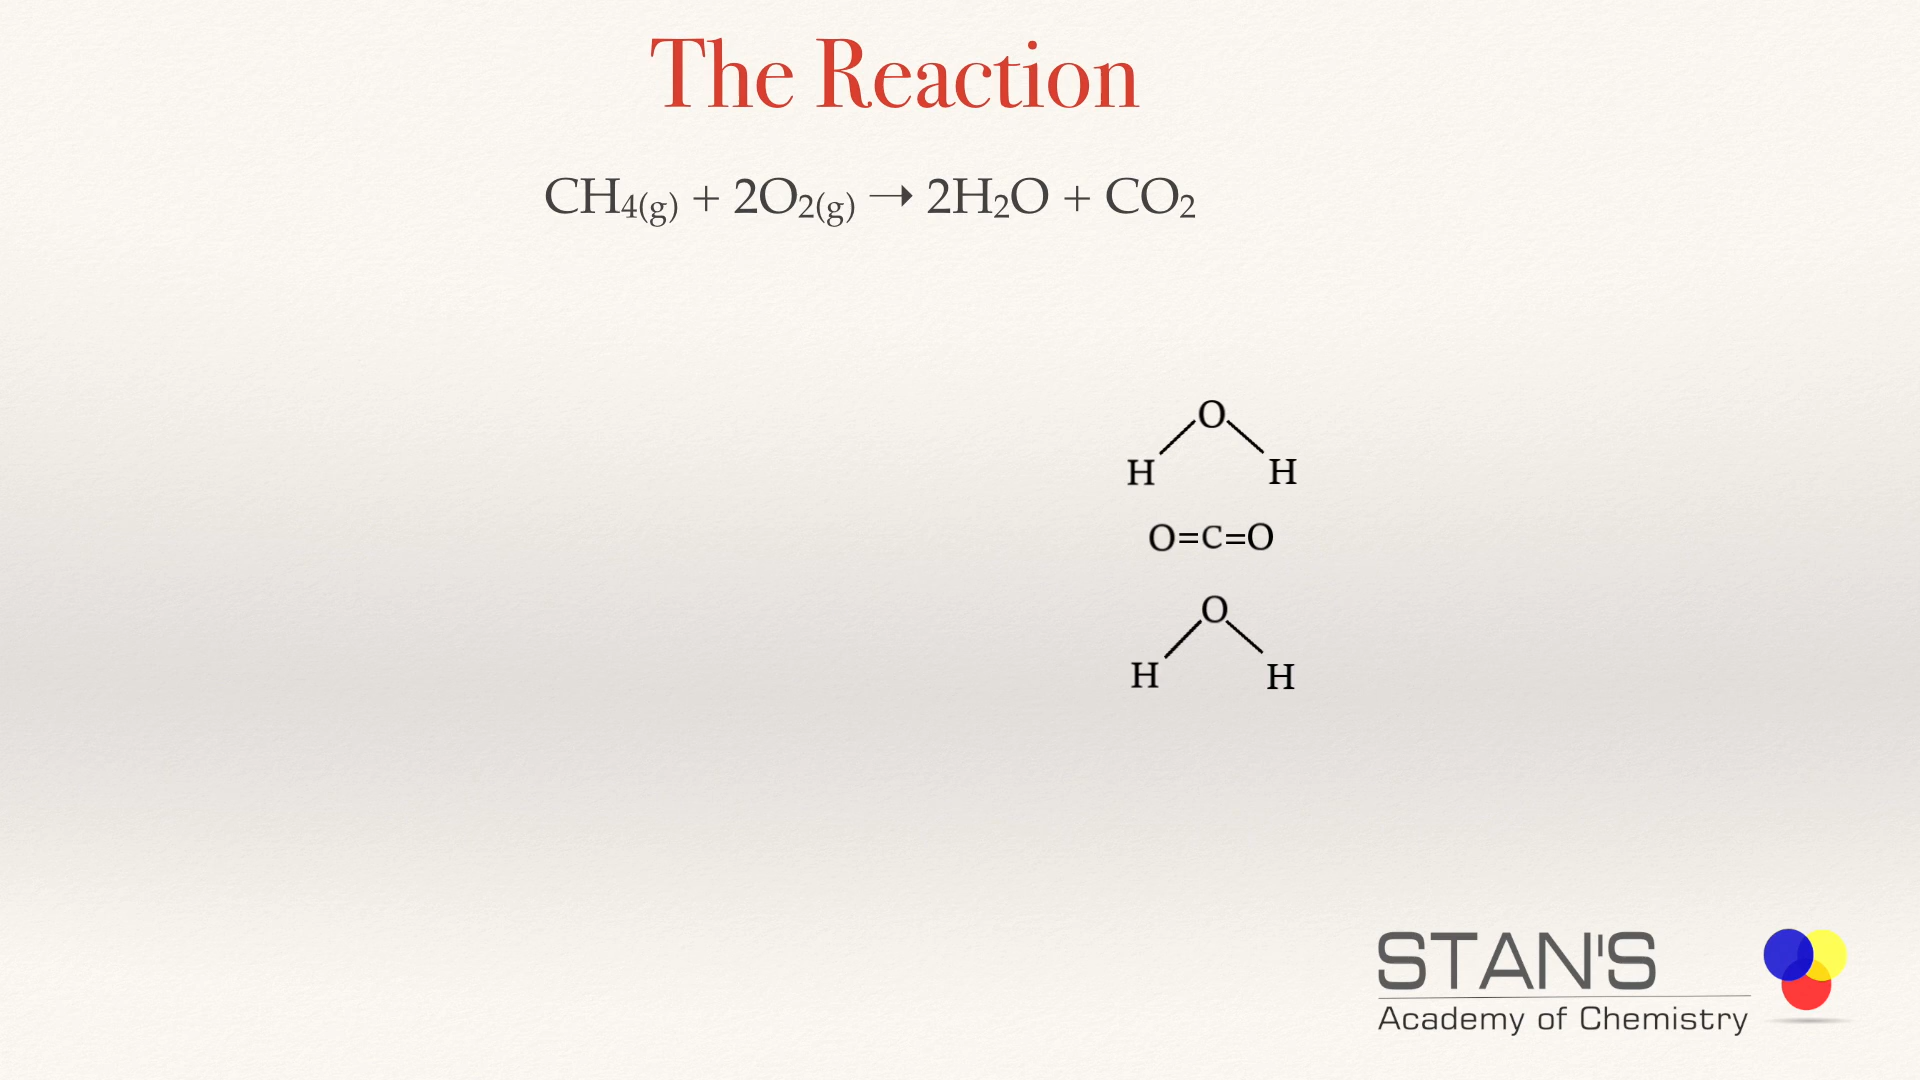 The Reaction
CH₄(g) + 2O₂(g) → 2H₂O + CO₂
O
H H
O=C=O
O
H H
STAN'S
Academy of Chemistry